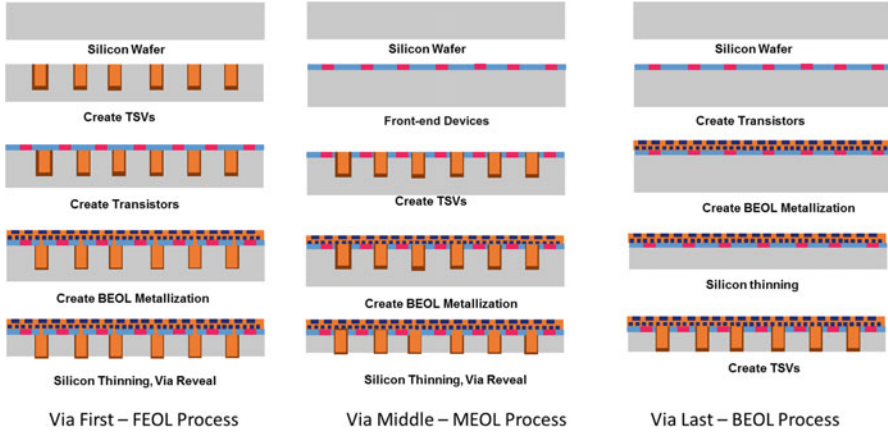 Silicon Wafer
Create TSVs
Create Transistors
Create BEOL Metallization
Silicon Thinning, Via Reveal
Via First – FEOL Process
Silicon Wafer
Front-end Devices
Create TSVs
Create BEOL Metallization
Silicon Thinning, Via Reveal
Via Middle – MEOL Process
Silicon Wafer
Create Transistors
Create BEOL Metallization
Silicon thinning
Create TSVs
Via Last – BEOL Process